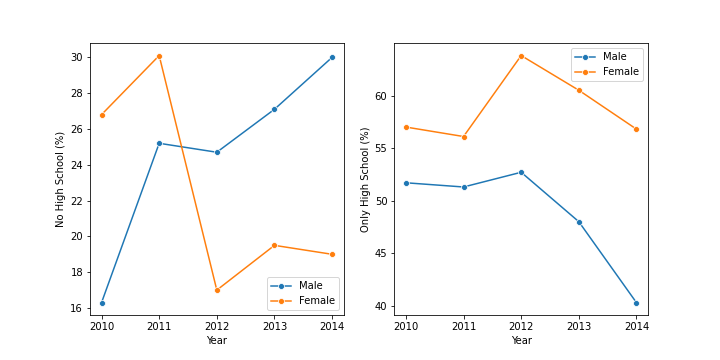 No High School (%)
30
28
26
24
22
20
18
16
2010 2011 2012 2013 2014
Year
Male
Female
Only High School (%)
60
55
50
45
40
2010 2011 2012 2013 2014
Year
Male
Female